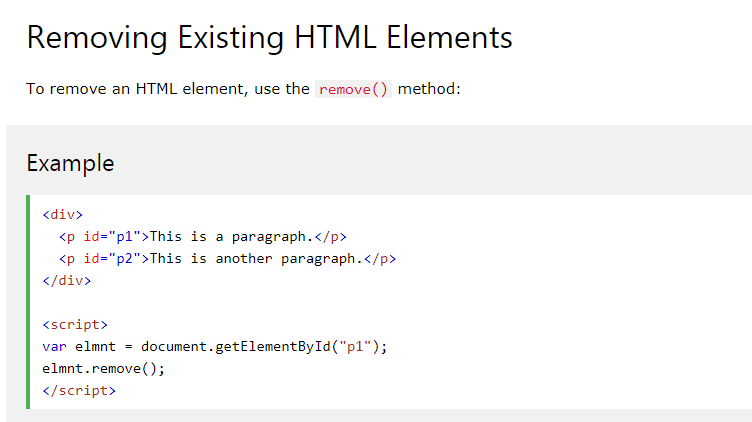 Removing Existing HTML Elements
To remove an HTML element, use the remove() method:
Example
<div>
  <p id="p1">This is a paragraph.</p>
  <p id="p2">This is another paragraph.</p>
</div>
<script>
var elmnt = document.getElementById("p1");
elmnt.remove();
</script>